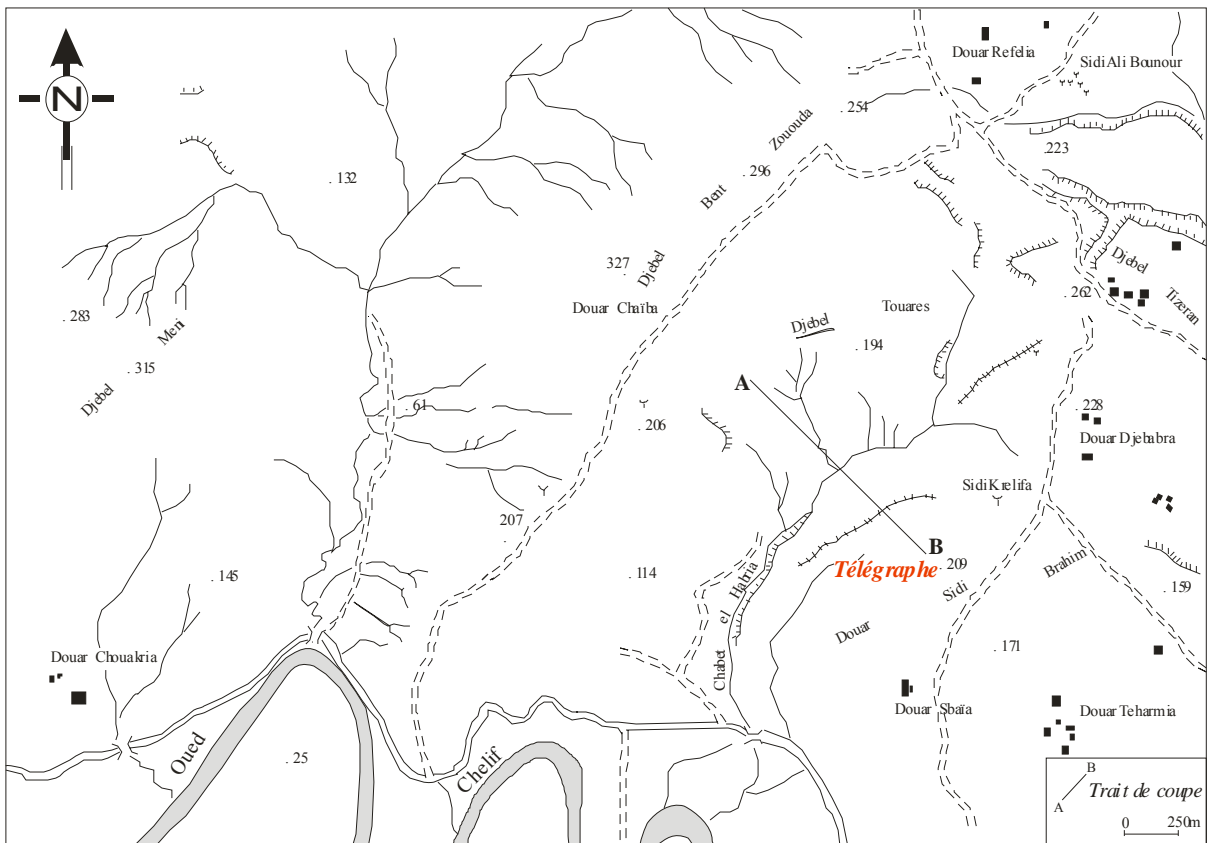 Douar Refelia
Sidi Ali Bounour
N
. 254
Zououda
. 223
. 132
. 296
Bent
Djebel
327
Djebel
Tizeran
. 262
. 283
Meni
Douar Chaïba
Touares
Djebel
. 194
. 315
Djebel
A
. 61
. 206
. 228
Douar Djebabra
Sidi Krelifa
207
B
Télégraphe
. 209
Brahim
. 145
. 114
el Habria
Sidi
. 159
Douar
. 171
Douar Chouakria
Chabet
Douar Sbaïa
Douar Teharmia
Oued
. 25
Chelif
B
A
Trait de coupe
0 250m